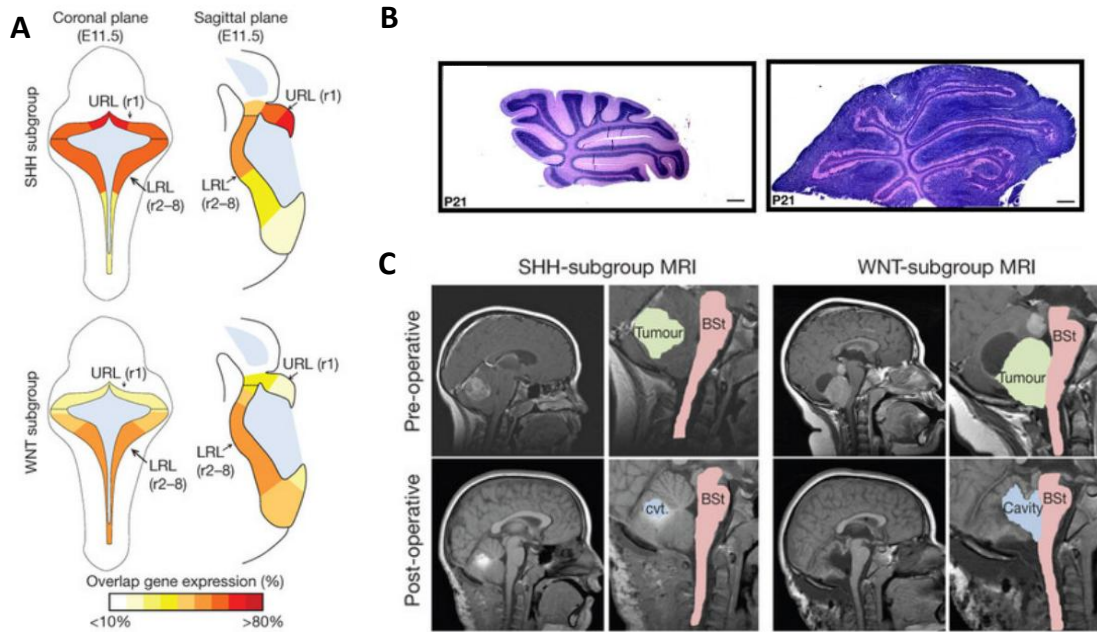 A
Coronal plane
(E11.5)
Sagittal plane
(E11.5)
SHH subgroup
URL (r1)
LRL
(r2–8)
URL (r1)
LRL
(r2–8)
WNT subgroup
URL (r1)
LRL
(r2–8)
URL (r1)
LRL
(r2–8)
Overlap gene expression (%)
<10%
>80%
B
P21
P21
C
SHH-subgroup MRI
WNT-subgroup MRI
Pre-operative
Tumour
BSt
Tumour
BSt
Post-operative
cvt.
BSt
Cavity
BSt